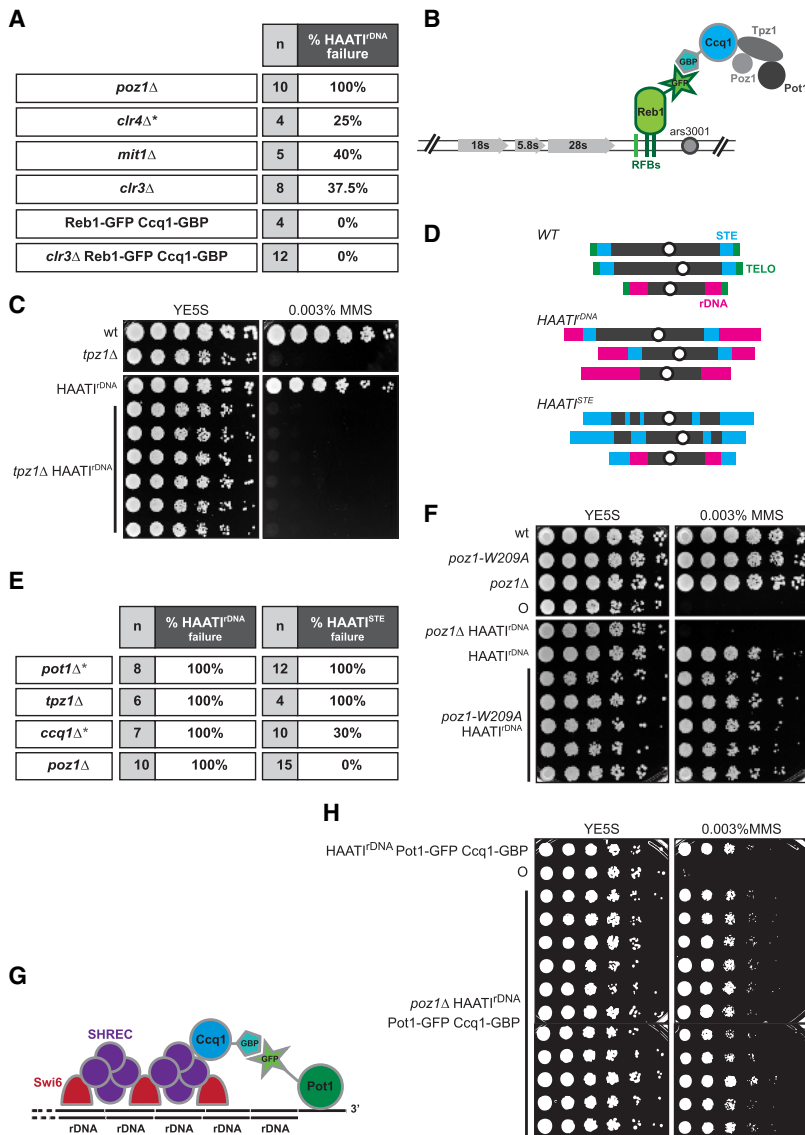 A
n
% HAATI^rDNA failure
poz1Δ 10 100%
clr4Δ* 4 25%
mit1Δ 5 40%
clr3Δ 8 37.5%
Reb1-GFP Ccq1-GBP 4 0%
clr3Δ Reb1-GFP Ccq1-GBP 12 0%
B
Ccq1
Tpz1
GBP
Poz1
Pot1
GFP
Reb1
ars3001
18s 5.8s 28s
RFBs
C
YE5S 0.003% MMS
wt
tpz1Δ
HAATI^rDNA
tpz1Δ HAATI^rDNA
D
WT
STE
TELO
rDNA
HAATI^rDNA
HAATI^STE
E
n % HAATI^rDNA failure n % HAATI^STE failure
pot1Δ* 8 100% 12 100%
tpz1Δ 6 100% 4 100%
ccq1Δ* 7 100% 10 30%
poz1Δ 10 100% 15 0%
F
YE5S 0.003% MMS
wt
poz1-W209A
poz1Δ
O
poz1Δ HAATI^rDNA
HAATI^rDNA
poz1-W209A
HAATI^rDNA
G
SHREC
Ccq1
GBP
GFP
Swi6
Pot1
3'
rDNA rDNA rDNA rDNA rDNA
H
YE5S 0.003%MMS
HAATI^rDNA Pot1-GFP Ccq1-GBP
O
poz1Δ HAATI^rDNA
Pot1-GFP Ccq1-GBP